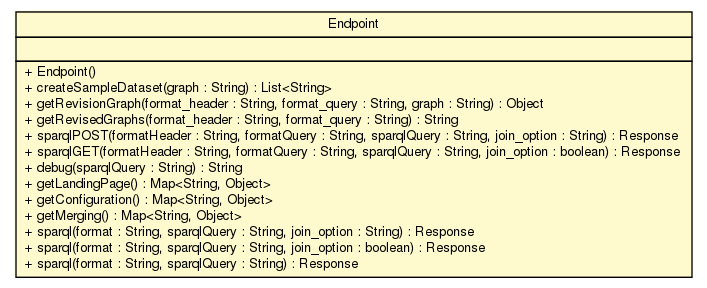 Endpoint
+ Endpoint()
+ createSampleDataset(graph : String) : List<String>
+ getRevisionGraph(format_header : String, format_query : String, graph : String) : Object
+ getRevisedGraphs(format_header : String, format_query : String) : String
+ sparqlPOST(formatHeader : String, formatQuery : String, sparqlQuery : String, join_option : String) : Response
+ sparqlGET(formatHeader : String, formatQuery : String, sparqlQuery : String, join_option : boolean) : Response
+ debug(sparqlQuery : String) : String
+ getLandingPage() : Map<String, Object>
+ getConfiguration() : Map<String, Object>
+ getMerging() : Map<String, Object>
+ sparql(format : String, sparqlQuery : String, join_option : String) : Response
+ sparql(format : String, sparqlQuery : String, join_option : boolean) : Response
+ sparql(format : String, sparqlQuery : String) : Response